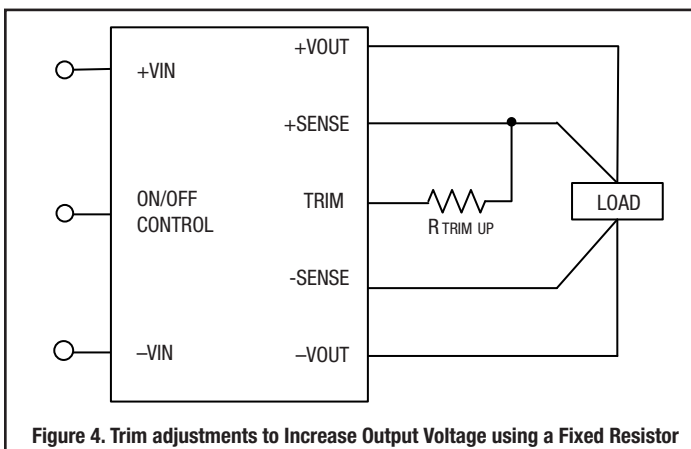 +VOUT
+VIN
+SENSE
ON/OFF
CONTROL
TRIM
R TRIM UP
LOAD
-SENSE
–VIN
–VOUT
Figure 4. Trim adjustments to Increase Output Voltage using a Fixed Resistor